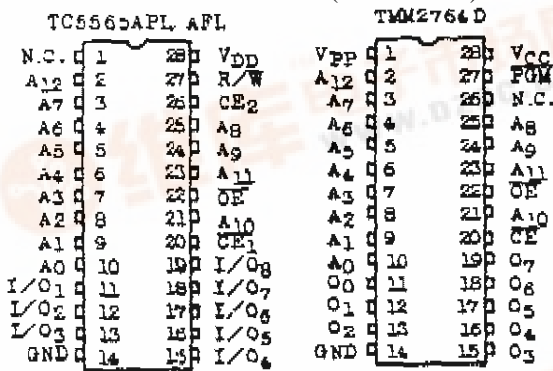 TC5565APL, AFL
N.C. 1 28 VDD
A12 2 27 R/W
A7 3 26 CE2
A6 4 25 A8
A5 5 24 A9
A4 6 23 A11
A3 7 22 OE
A2 8 21 A10
A1 9 20 CE1
A0 10 19 I/O8
I/O1 11 18 I/O7
I/O2 12 17 I/O6
I/O3 13 16 I/O5
GND 14 15 I/O4
TMM2764D
VPP 1 28 VCC
A12 2 27 PGM
A7 3 26 N.C.
A6 4 25 A8
A5 5 24 A9
A4 6 23 A11
A3 7 22 OE
A2 8 21 A10
A1 9 20 CE
A0 10 19 O7
O0 11 18 O6
O1 12 17 O5
O2 13 16 O4
GND 14 15 O3